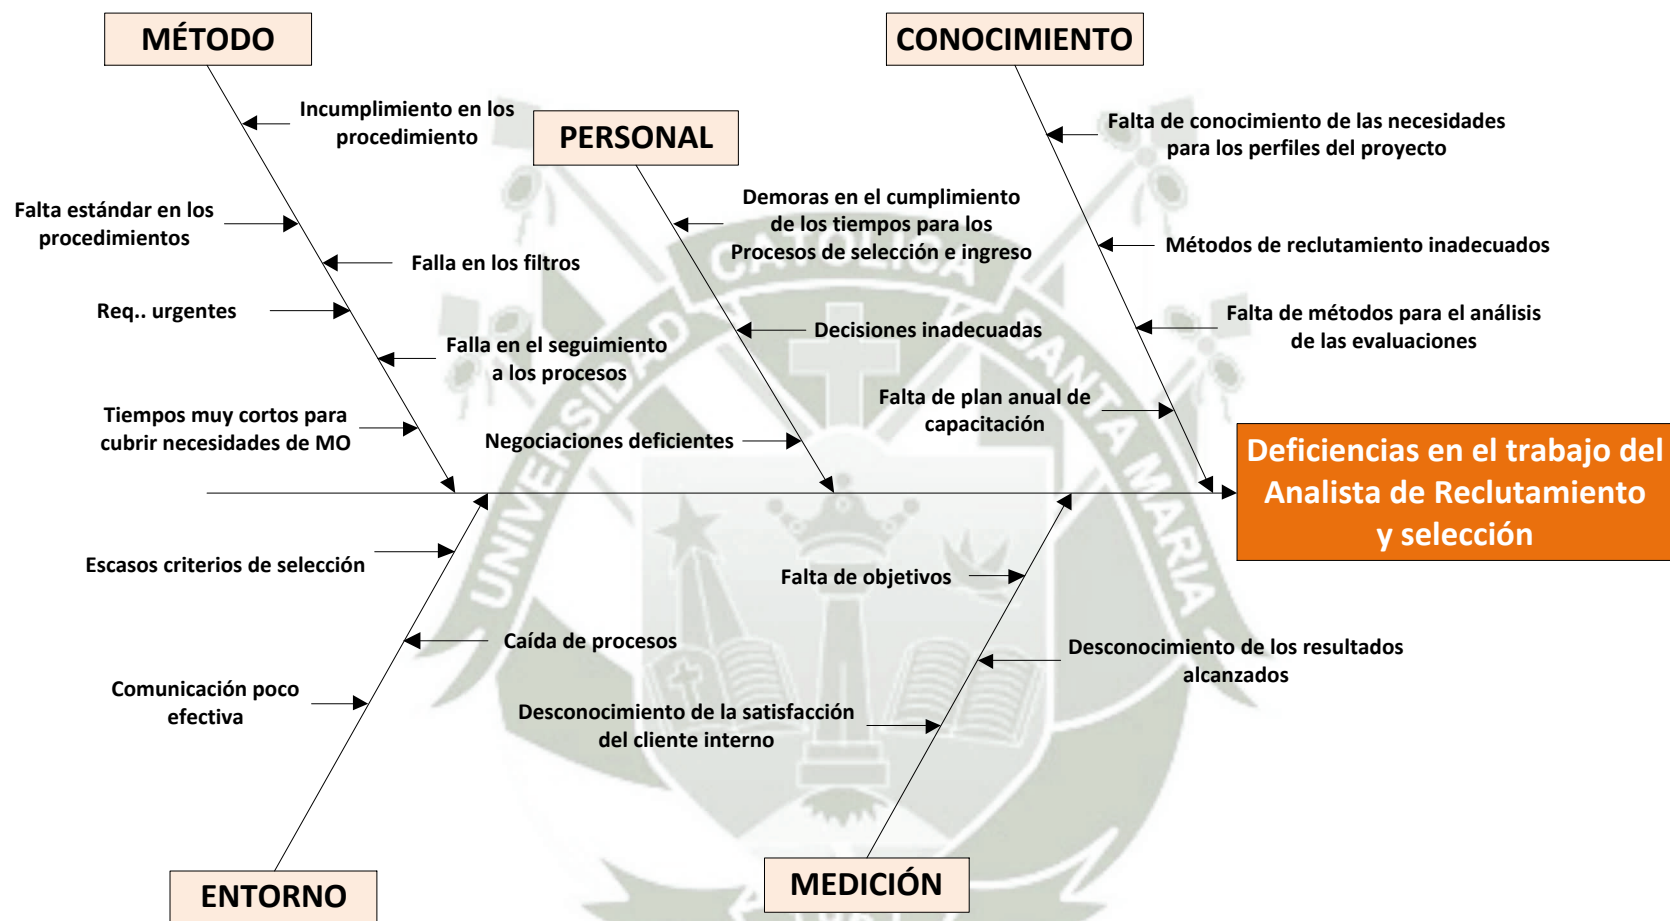 MÉTODO
CONOCIMIENTO
Incumplimiento en los
procedimiento
PERSONAL
Falta de conocimiento de las necesidades
para los perfiles del proyecto
Falta estándar en los
procedimientos
Demoras en el cumplimiento
de los tiempos para los
Procesos de selección e ingreso
Métodos de reclutamiento inadecuados
Falla en los filtros
Req.. urgentes
Decisiones inadecuadas
Falta de métodos para el análisis
de las evaluaciones
Falla en el seguimiento
a los procesos
Falta de plan anual de
capacitación
Tiempos muy cortos para
cubrir necesidades de MO
Negociaciones deficientes
Deficiencias en el trabajo del
Analista de Reclutamiento
y selección
Escasos criterios de selección
Falta de objetivos
Caída de procesos
Desconocimiento de los resultados
alcanzados
Comunicación poco
efectiva
Desconocimiento de la satisfacción
del cliente interno
ENTORNO
MEDICIÓN
UNIVERSIDAD CATOLICA SANTA MARIA